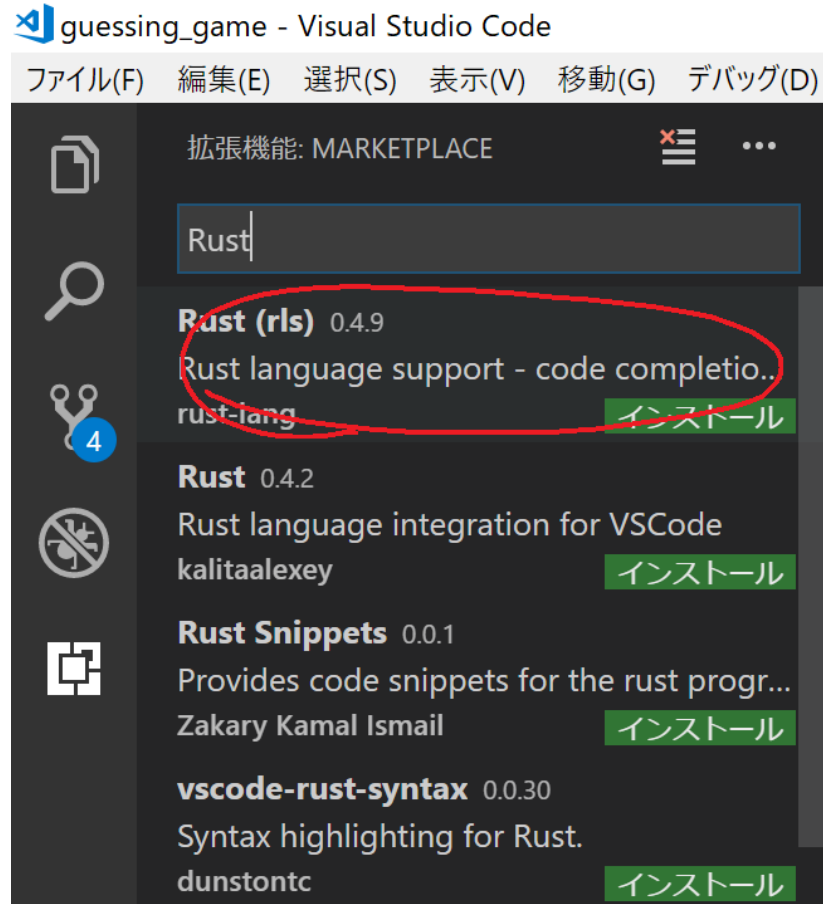 guessing_game - Visual Studio Code
ファイル(F) 編集(E) 選択(S) 表示(V) 移動(G) デバッグ(D)
拡張機能: MARKETPLACE
Rust
Rust (rls) 0.4.9
Rust language support - code completio...
rust-lang インストール
4
Rust 0.4.2
Rust language integration for VSCode
kalitaalexey インストール
Rust Snippets 0.0.1
Provides code snippets for the rust progr...
Zakary Kamal Ismail インストール
vscode-rust-syntax 0.0.30
Syntax highlighting for Rust.
dunstontc インストール